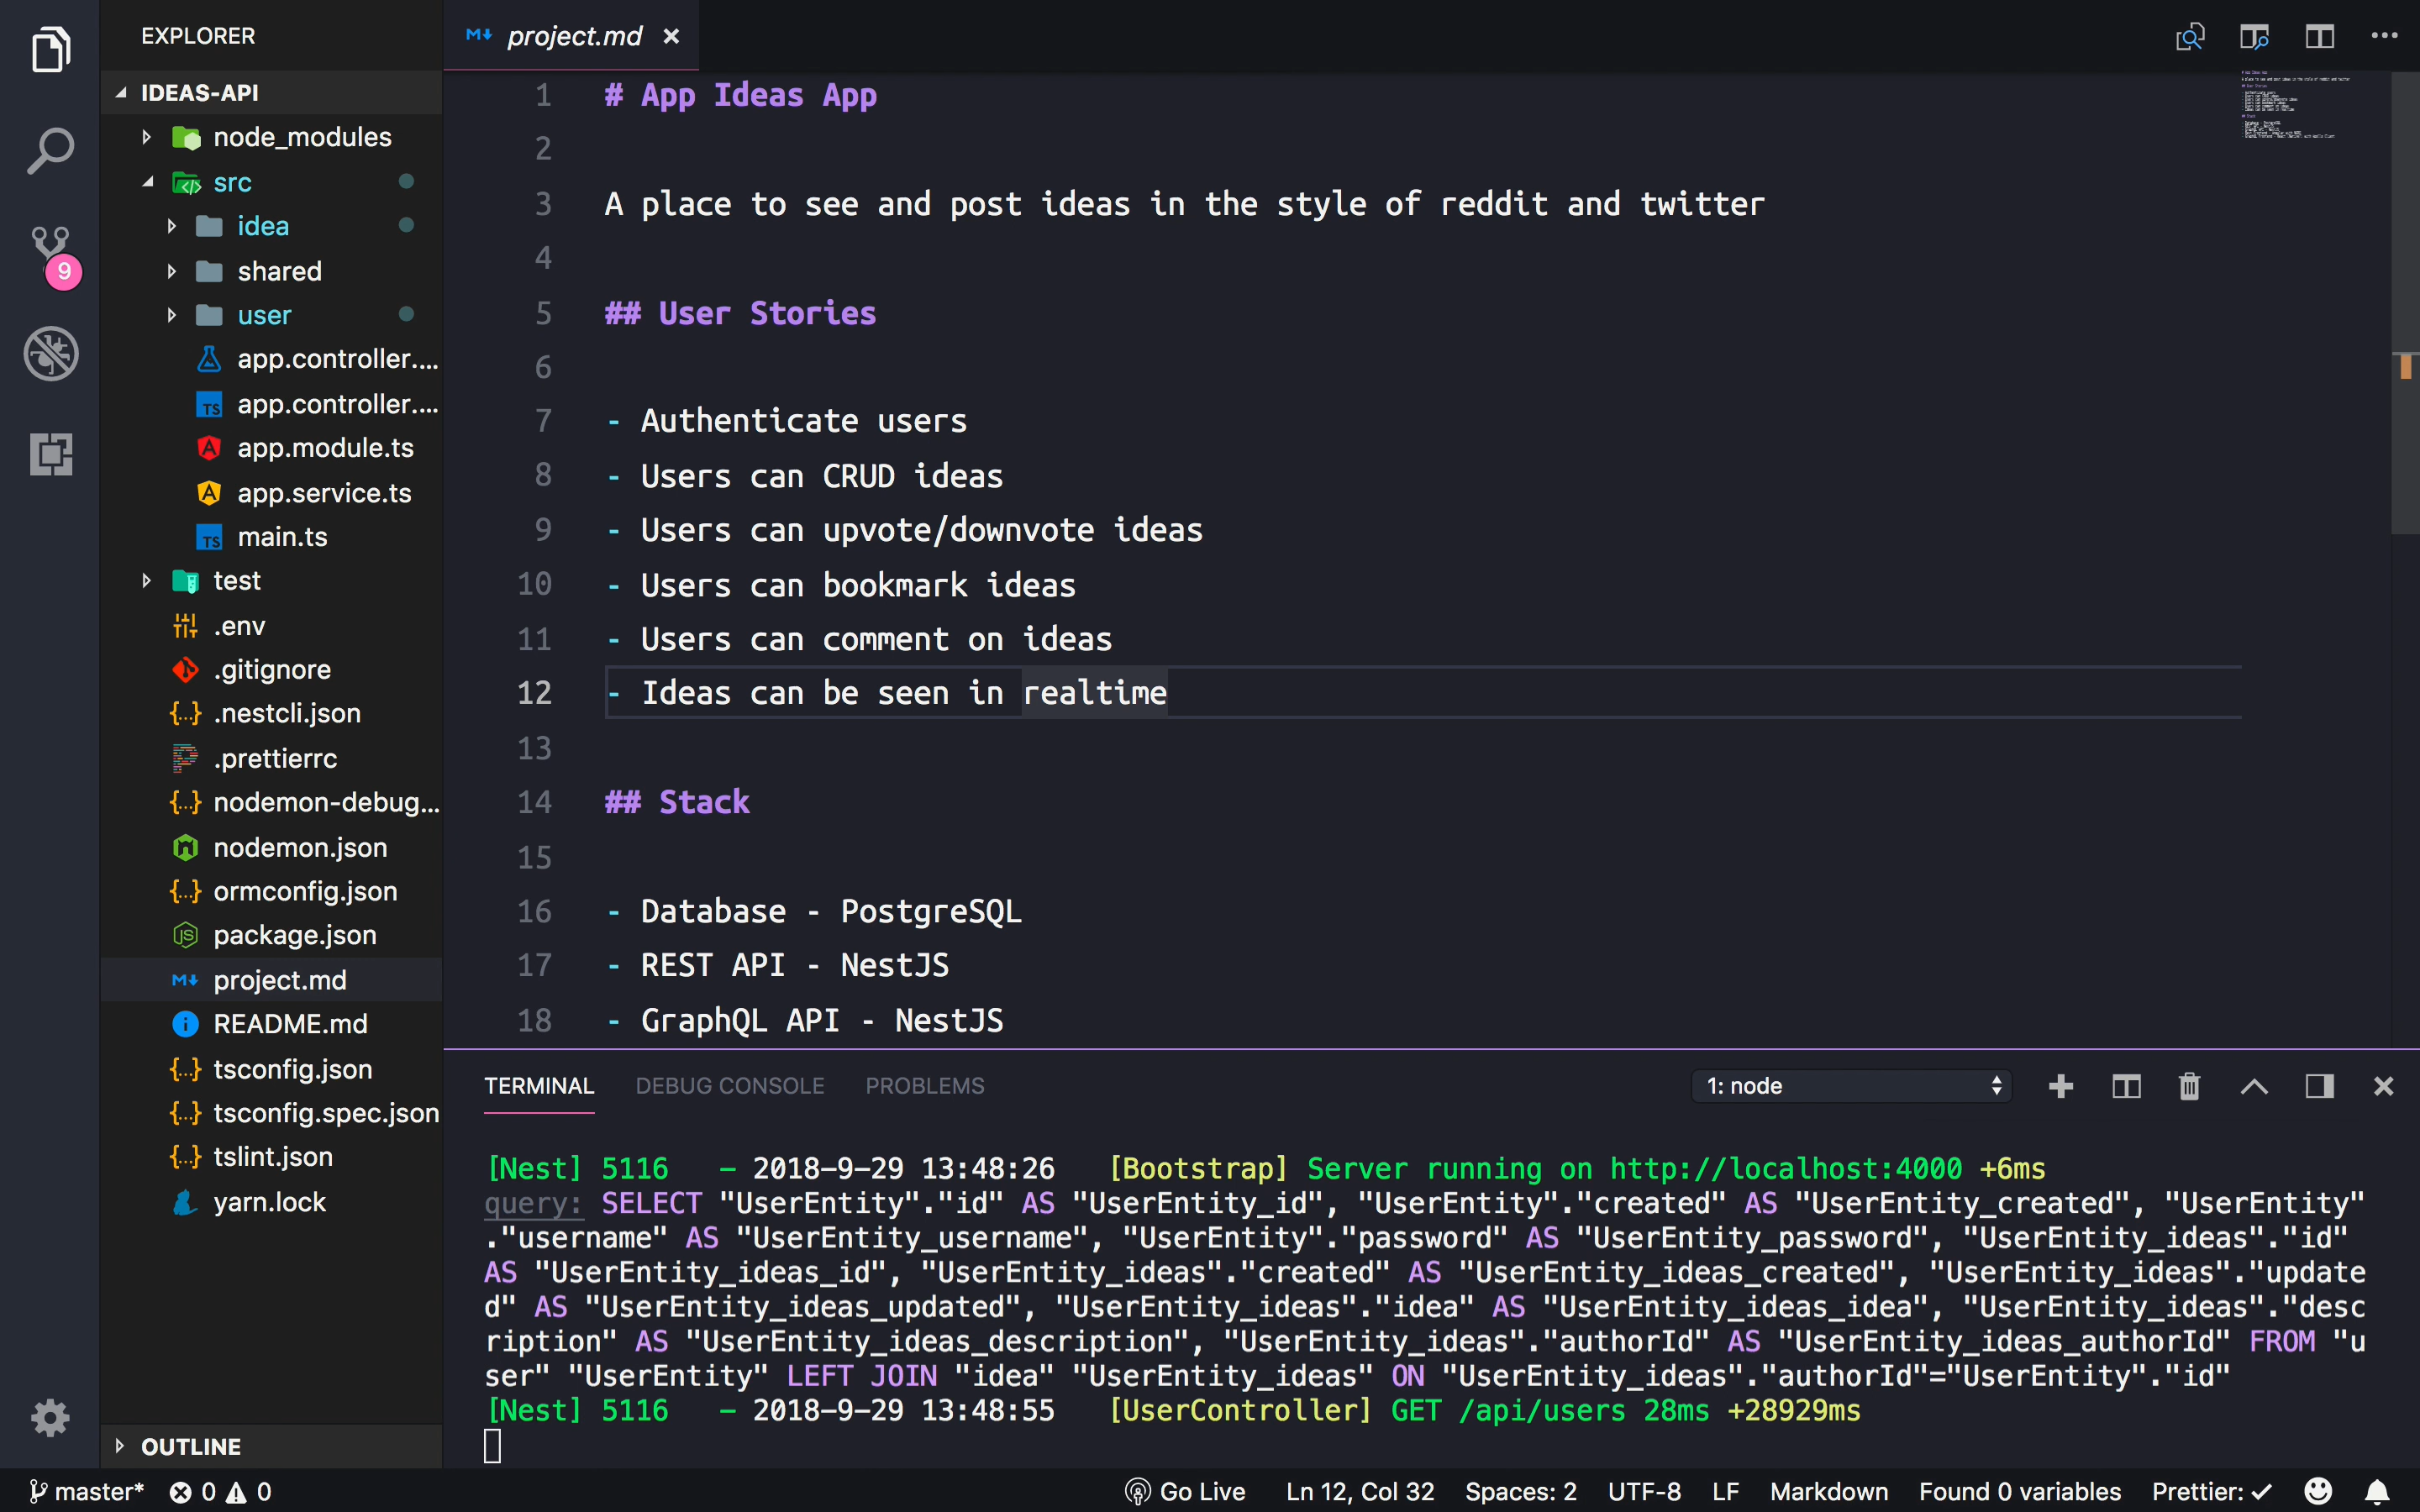 EXPLORER
IDEAS-API
node_modules
src
idea
shared
user
app.controller....
TS app.controller....
app.module.ts
app.service.ts
TS main.ts
test
.env
.gitignore
{..} .nestcli.json
.prettierrc
{..} nodemon-debug...
nodemon.json
{..} ormconfig.json
JS package.json
M↓ project.md
README.md
{..} tsconfig.json
{..} tsconfig.spec.json
{..} tslint.json
yarn.lock
OUTLINE
9
M↓ project.md ×
1 # App Ideas App
2
3 A place to see and post ideas in the style of reddit and twitter
4
5 ## User Stories
6
7 - Authenticate users
8 - Users can CRUD ideas
9 - Users can upvote/downvote ideas
10 - Users can bookmark ideas
11 - Users can comment on ideas
12 - Ideas can be seen in realtime
13
14 ## Stack
15
16 - Database - PostgreSQL
17 - REST API - NestJS
18 - GraphQL API - NestJS
TERMINAL DEBUG CONSOLE PROBLEMS 1: node
[Nest] 5116   - 2018-9-29 13:48:26   [Bootstrap] Server running on http://localhost:4000 +6ms
query: SELECT "UserEntity"."id" AS "UserEntity_id", "UserEntity"."created" AS "UserEntity_created", "UserEntity"
."username" AS "UserEntity_username", "UserEntity"."password" AS "UserEntity_password", "UserEntity_ideas"."id"
AS "UserEntity_ideas_id", "UserEntity_ideas"."created" AS "UserEntity_ideas_created", "UserEntity_ideas"."update
d" AS "UserEntity_ideas_updated", "UserEntity_ideas"."idea" AS "UserEntity_ideas_idea", "UserEntity_ideas"."desc
ription" AS "UserEntity_ideas_description", "UserEntity_ideas"."authorId" AS "UserEntity_ideas_authorId" FROM "u
ser" "UserEntity" LEFT JOIN "idea" "UserEntity_ideas" ON "UserEntity_ideas"."authorId"="UserEntity"."id"
[Nest] 5116   - 2018-9-29 13:48:55   [UserController] GET /api/users 28ms +28929ms
master* 0 0 Go Live Ln 12, Col 32 Spaces: 2 UTF-8 LF Markdown Found 0 variables Prettier: ✓